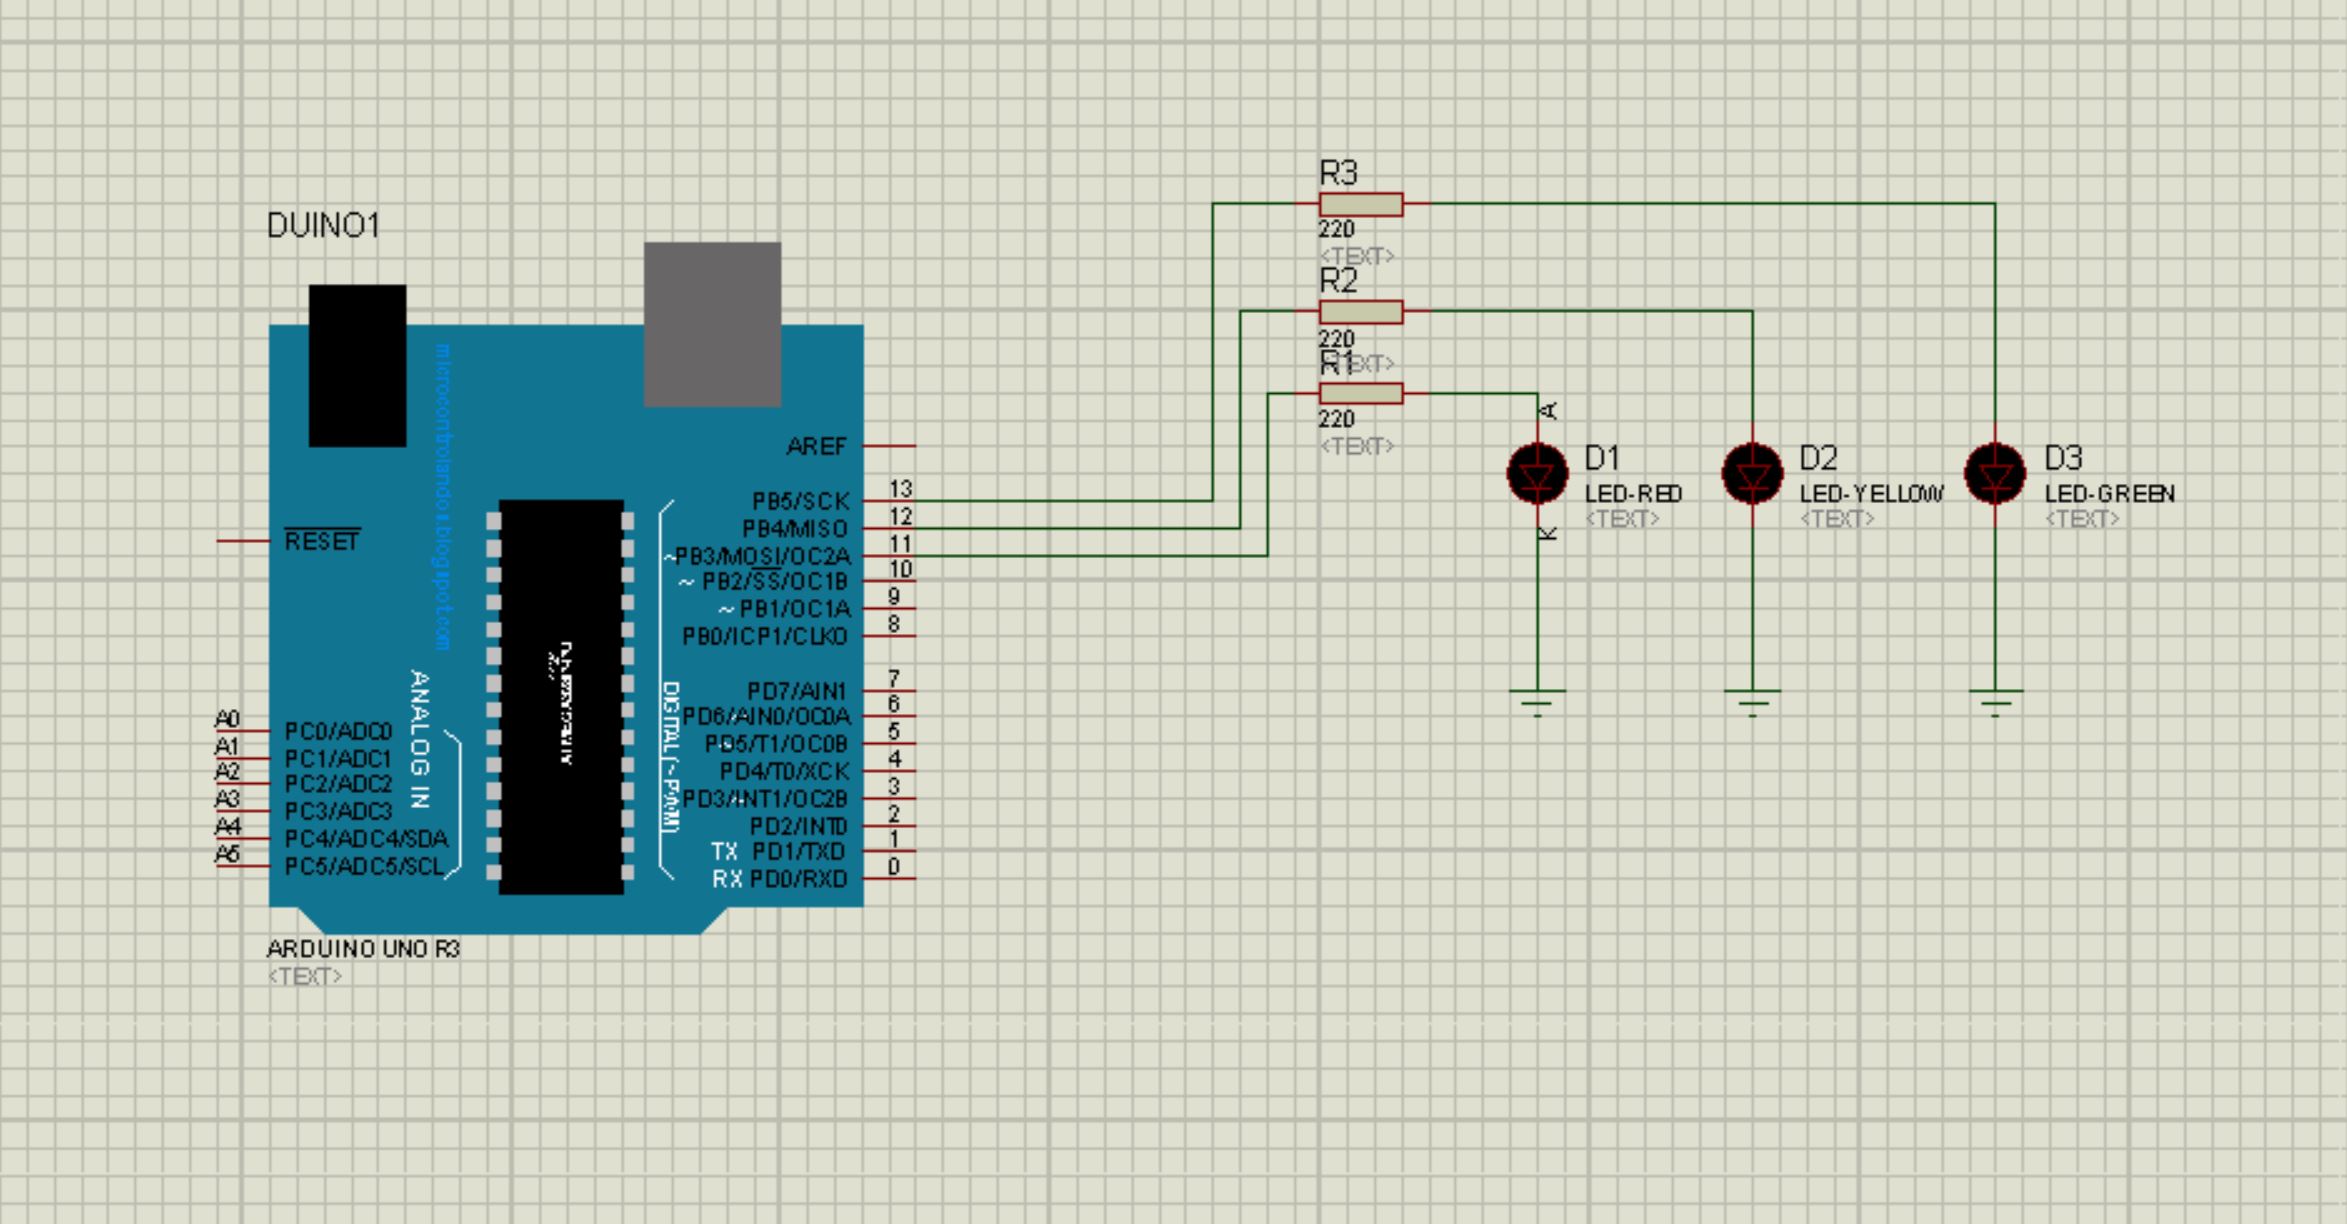 DUINO1
microcontrolandos.blogspot.com
AREF
RESET
PB5/SCK 13
PB4/MISO 12
~PB3/MOSI/OC2A 11
~ PB2/SS/OC1B 10
~ PB1/OC1A 9
PB0/ICP1/CLKO 8
PD7/AIN1 7
~PD6/AIN0/OC0A 6
~PD5/T1/OC0B 5
PD4/T0/XCK 4
~PD3/INT1/OC2B 3
PD2/INT0 2
TX PD1/TXD 1
RX PD0/RXD 0
DIGITAL (~PWM)
ANALOG IN
A0 PC0/ADC0
A1 PC1/ADC1
A2 PC2/ADC2
A3 PC3/ADC3
A4 PC4/ADC4/SDA
A5 PC5/ADC5/SCL
ARDUINO UNO R3
<TEXT>
R3
220
<TEXT>
R2
220
<TEXT>
R1
220
<TEXT>
A
K
D1
LED-RED
<TEXT>
D2
LED-YELLOW
<TEXT>
D3
LED-GREEN
<TEXT>